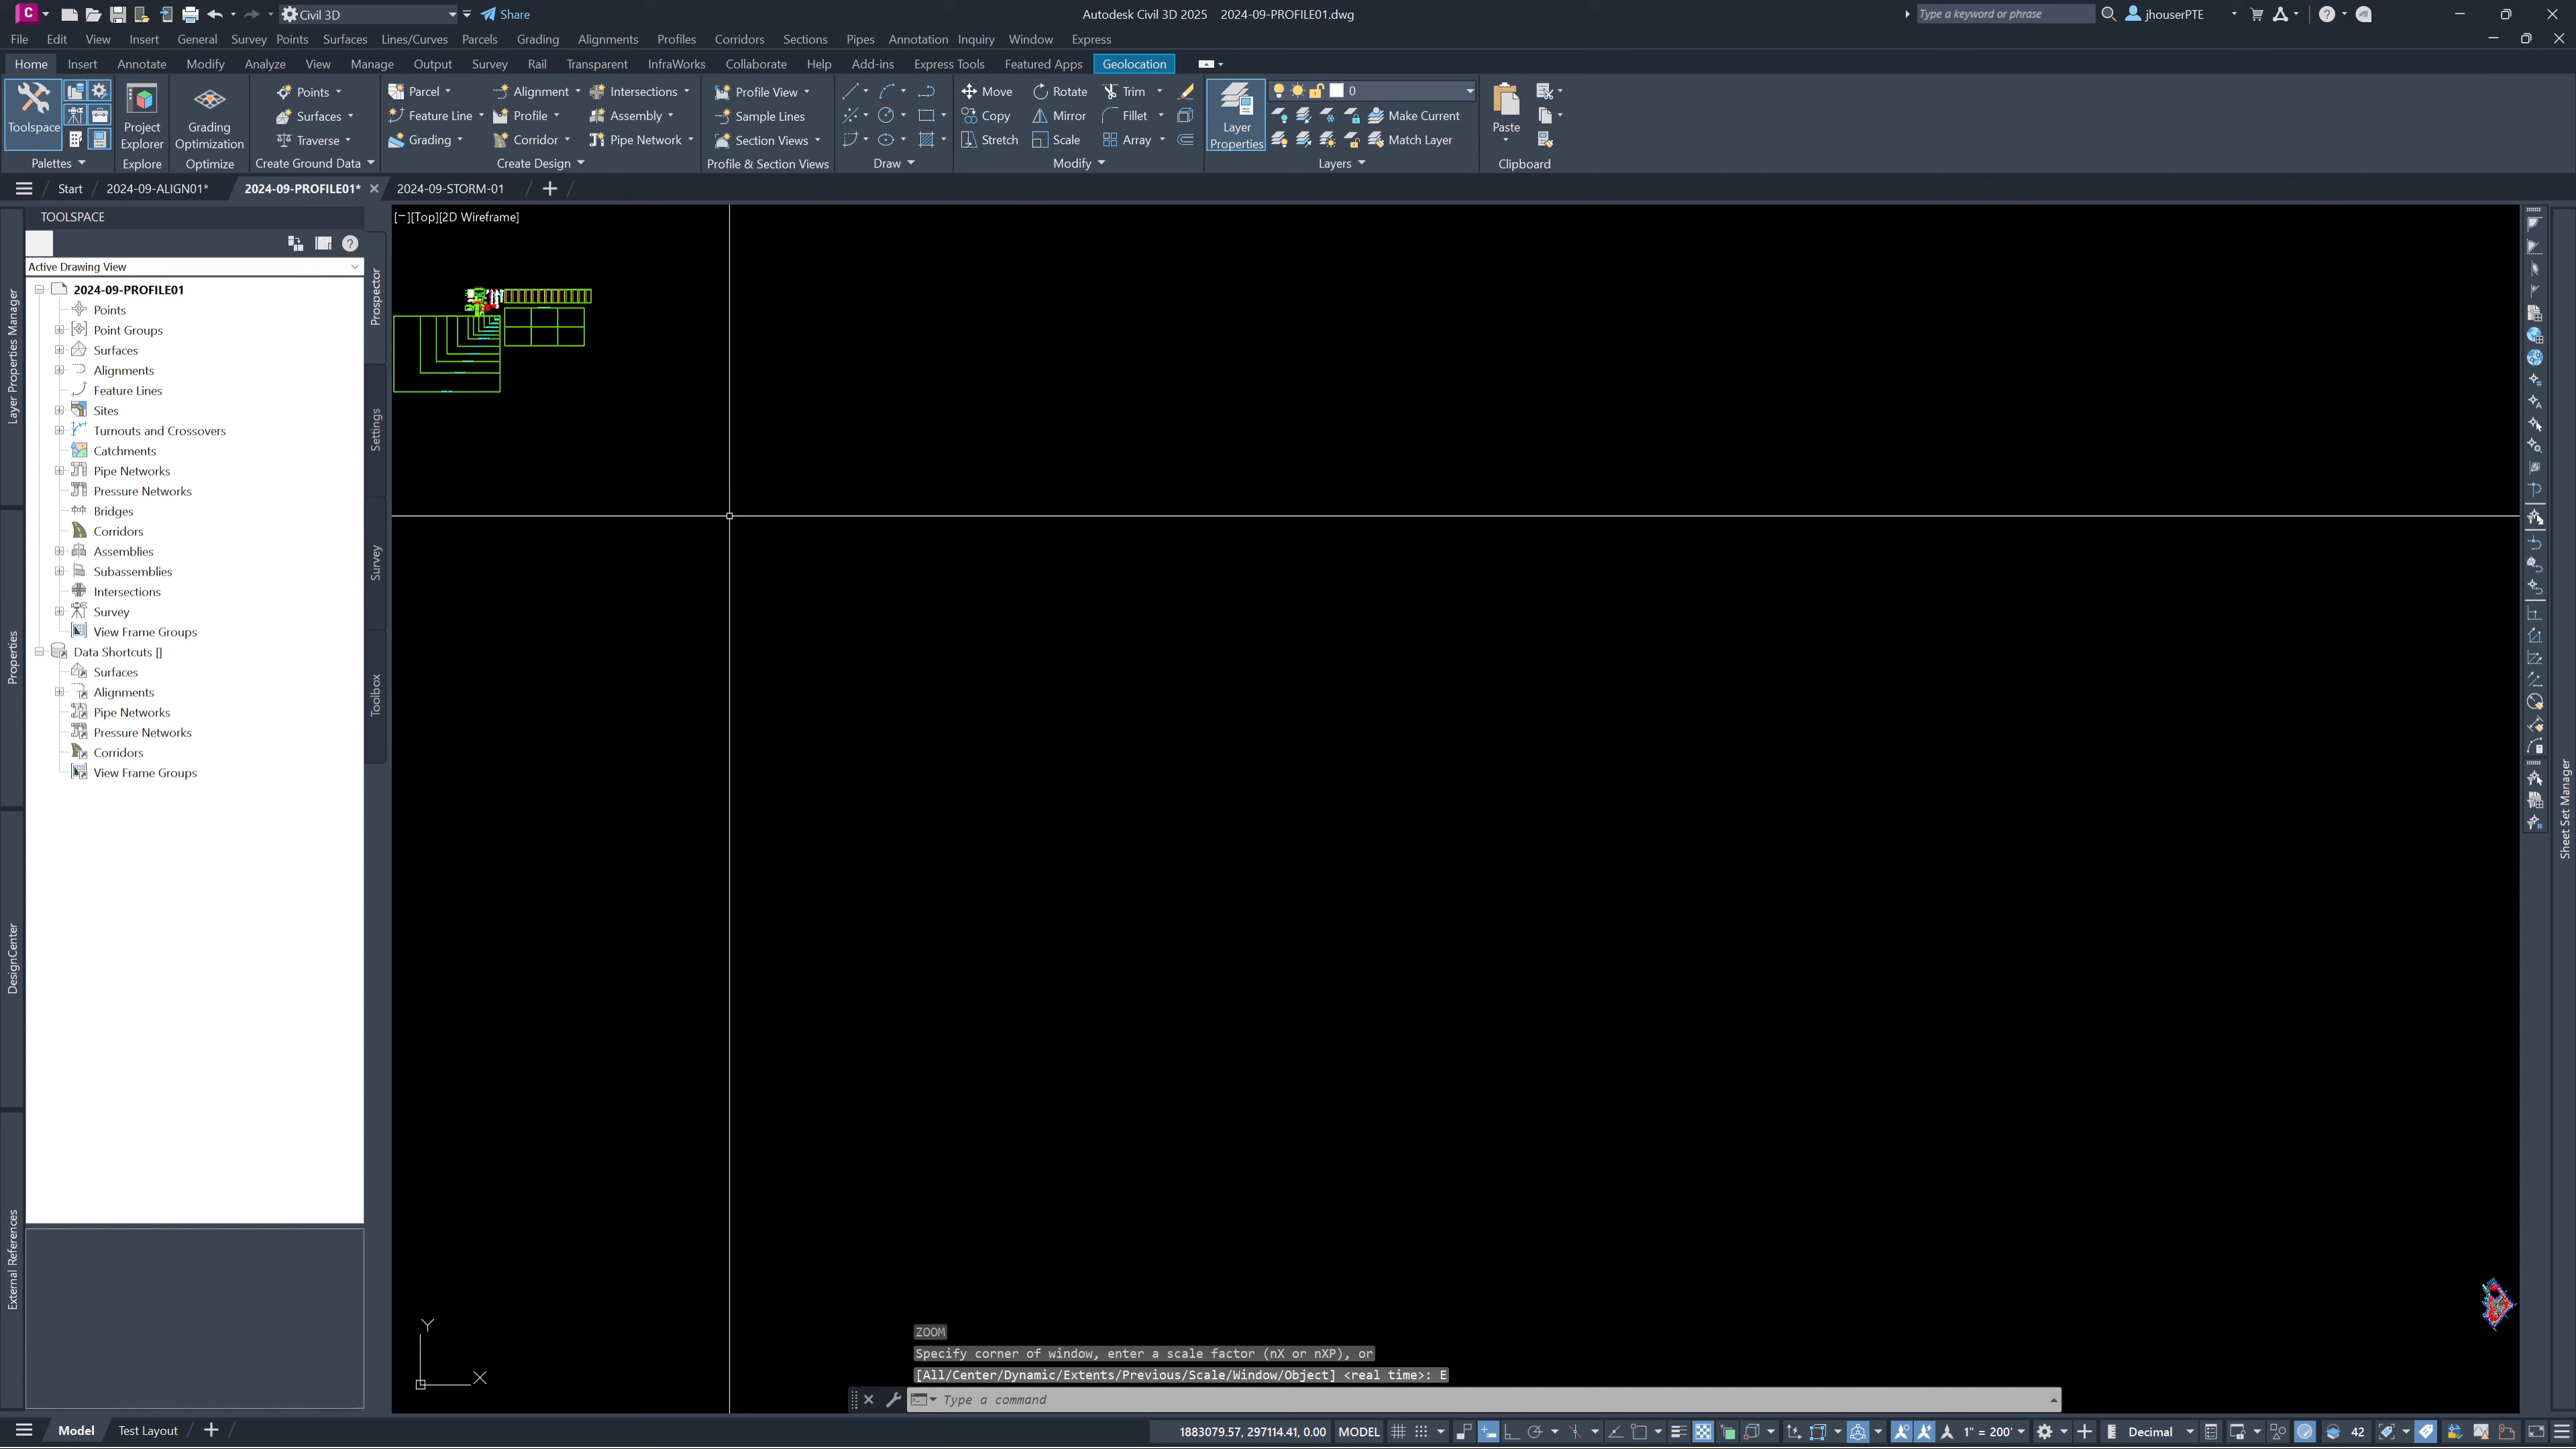 Civil 3D
Share
Autodesk Civil 3D 2025 2024-09-PROFILE01.dwg
Type a keyword or phrase
jhouserPTE
File Edit View Insert General Survey Points Surfaces Lines/Curves Parcels Grading Alignments Profiles Corridors Sections Pipes Annotation Inquiry Window Express
Home Insert Annotate Modify Analyze View Manage Output Survey Rail Transparent InfraWorks Collaborate Help Add-ins Express Tools Featured Apps Geolocation
Points Parcel Alignment Intersections Profile View Move Rotate Trim 0
Surfaces Feature Line Profile Assembly Sample Lines Copy Mirror Fillet Make Current
Toolspace Project Explorer Grading Optimization Layer Properties Paste
Traverse Grading Corridor Pipe Network Section Views Stretch Scale Array Match Layer
Palettes Explore Optimize Create Ground Data Create Design Profile & Section Views Draw Modify Layers Clipboard
Start 2024-09-ALIGN01* 2024-09-PROFILE01* 2024-09-STORM-01
TOOLSPACE
[−][Top][2D Wireframe]
Active Drawing View
2024-09-PROFILE01
Points
Point Groups
Surfaces
Alignments
Feature Lines
Sites
Turnouts and Crossovers
Catchments
Pipe Networks
Pressure Networks
Bridges
Corridors
Assemblies
Subassemblies
Intersections
Survey
View Frame Groups
Data Shortcuts []
Surfaces
Alignments
Pipe Networks
Pressure Networks
Corridors
View Frame Groups
Prospector
Settings
Survey
Toolbox
Layer Properties Manager
Properties
DesignCenter
External References
Sheet Set Manager
Y
X
ZOOM
Specify corner of window, enter a scale factor (nX or nXP), or
[All/Center/Dynamic/Extents/Previous/Scale/Window/Object] <real time>: E
Type a command
Model Test Layout
1883079.57, 297114.41, 0.00 MODEL 1" = 200' Decimal 42